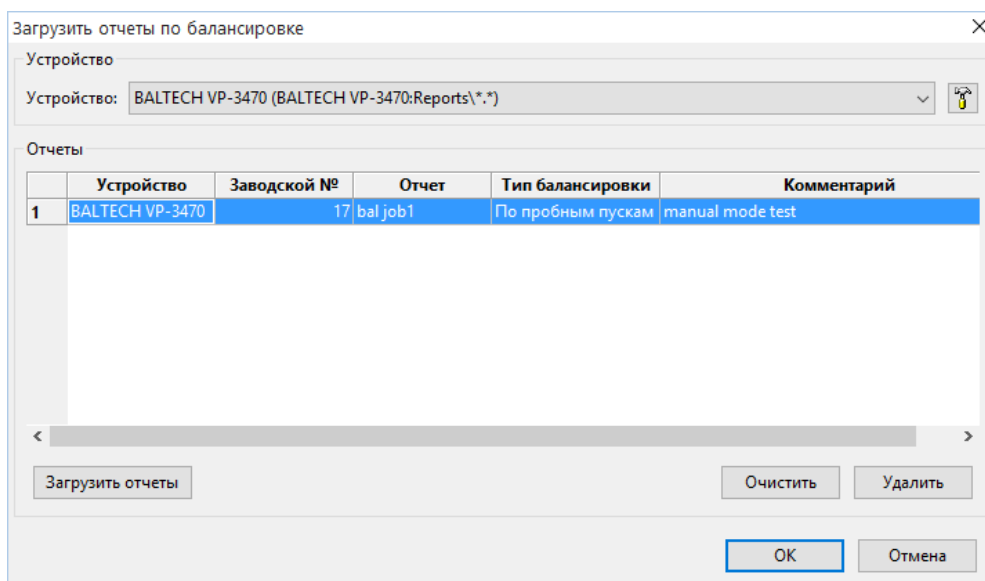 Загрузить отчеты по балансировке
Устройство
Устройство: BALTECH VP-3470 (BALTECH VP-3470:Reports\*.*)
Отчеты
Устройство Заводской № Отчет Тип балансировки Комментарий
1 BALTECH VP-3470 17 bal job1 По пробным пускам manual mode test
Загрузить отчеты Очистить Удалить
OK Отмена